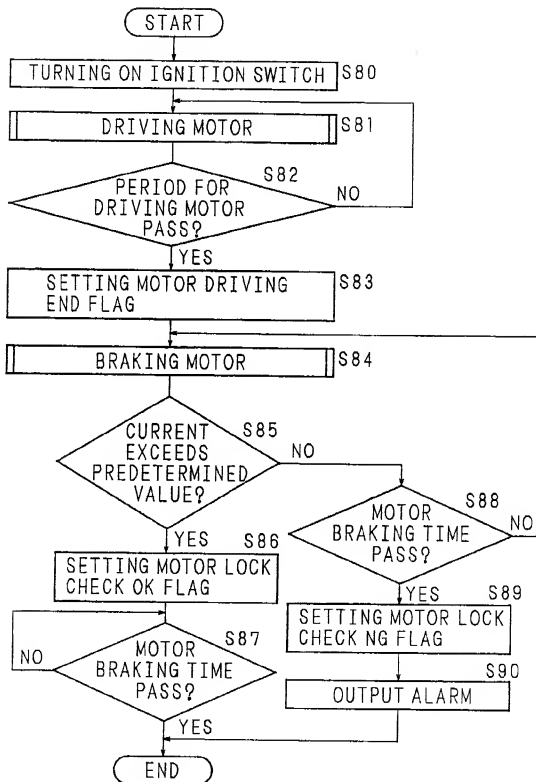 START
TURNING ON IGNITION SWITCH S80
DRIVING MOTOR S81
S82
PERIOD FOR
DRIVING MOTOR
PASS?
NO
YES
SETTING MOTOR DRIVING
END FLAG
S83
BRAKING MOTOR S84
S85
CURRENT
EXCEEDS
PREDETERMINED
VALUE?
NO
YES
S86
SETTING MOTOR LOCK
CHECK OK FLAG
S87
NO
MOTOR
BRAKING TIME
PASS?
YES
S88
MOTOR
BRAKING TIME
PASS?
NO
YES
S89
SETTING MOTOR LOCK
CHECK NG FLAG
S90
OUTPUT ALARM
END